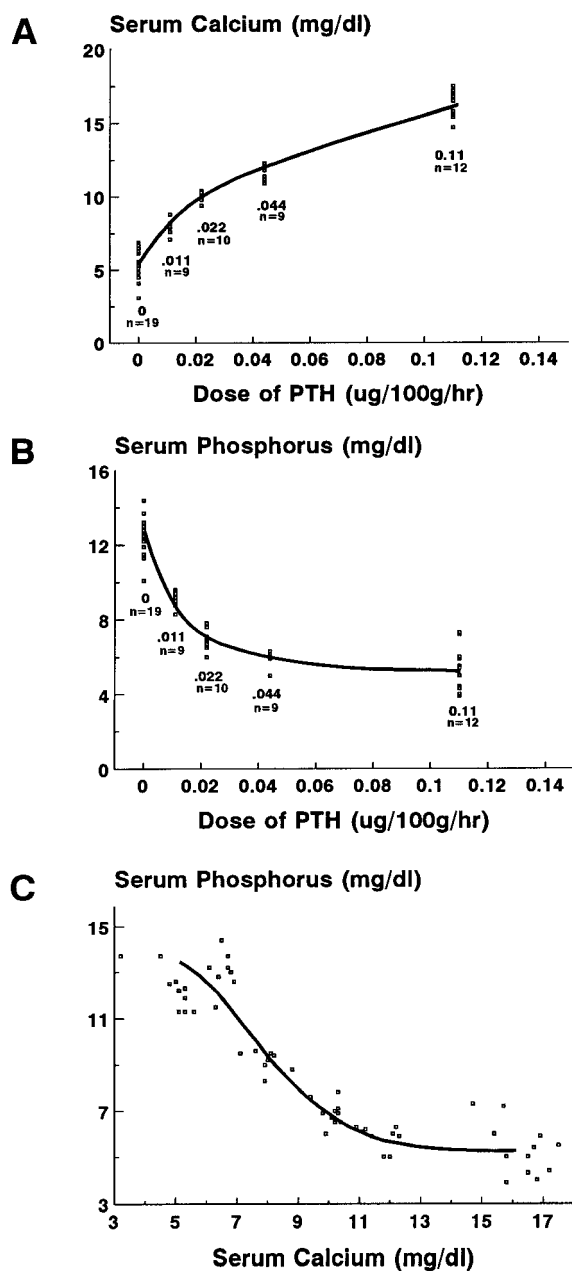 A
Serum Calcium (mg/dl)
20
15
10
5
0
0
n=19
.011
n=9
.022
n=10
.044
n=9
0.11
n=12
0 0.02 0.04 0.06 0.08 0.1 0.12 0.14
Dose of PTH (ug/100g/hr)
B
Serum Phosphorus (mg/dl)
16
12
8
4
0
0
n=19
.011
n=9
.022
n=10
.044
n=9
0.11
n=12
0 0.02 0.04 0.06 0.08 0.1 0.12 0.14
Dose of PTH (ug/100g/hr)
C
Serum Phosphorus (mg/dl)
15
11
7
3
3 5 7 9 11 13 15 17
Serum Calcium (mg/dl)